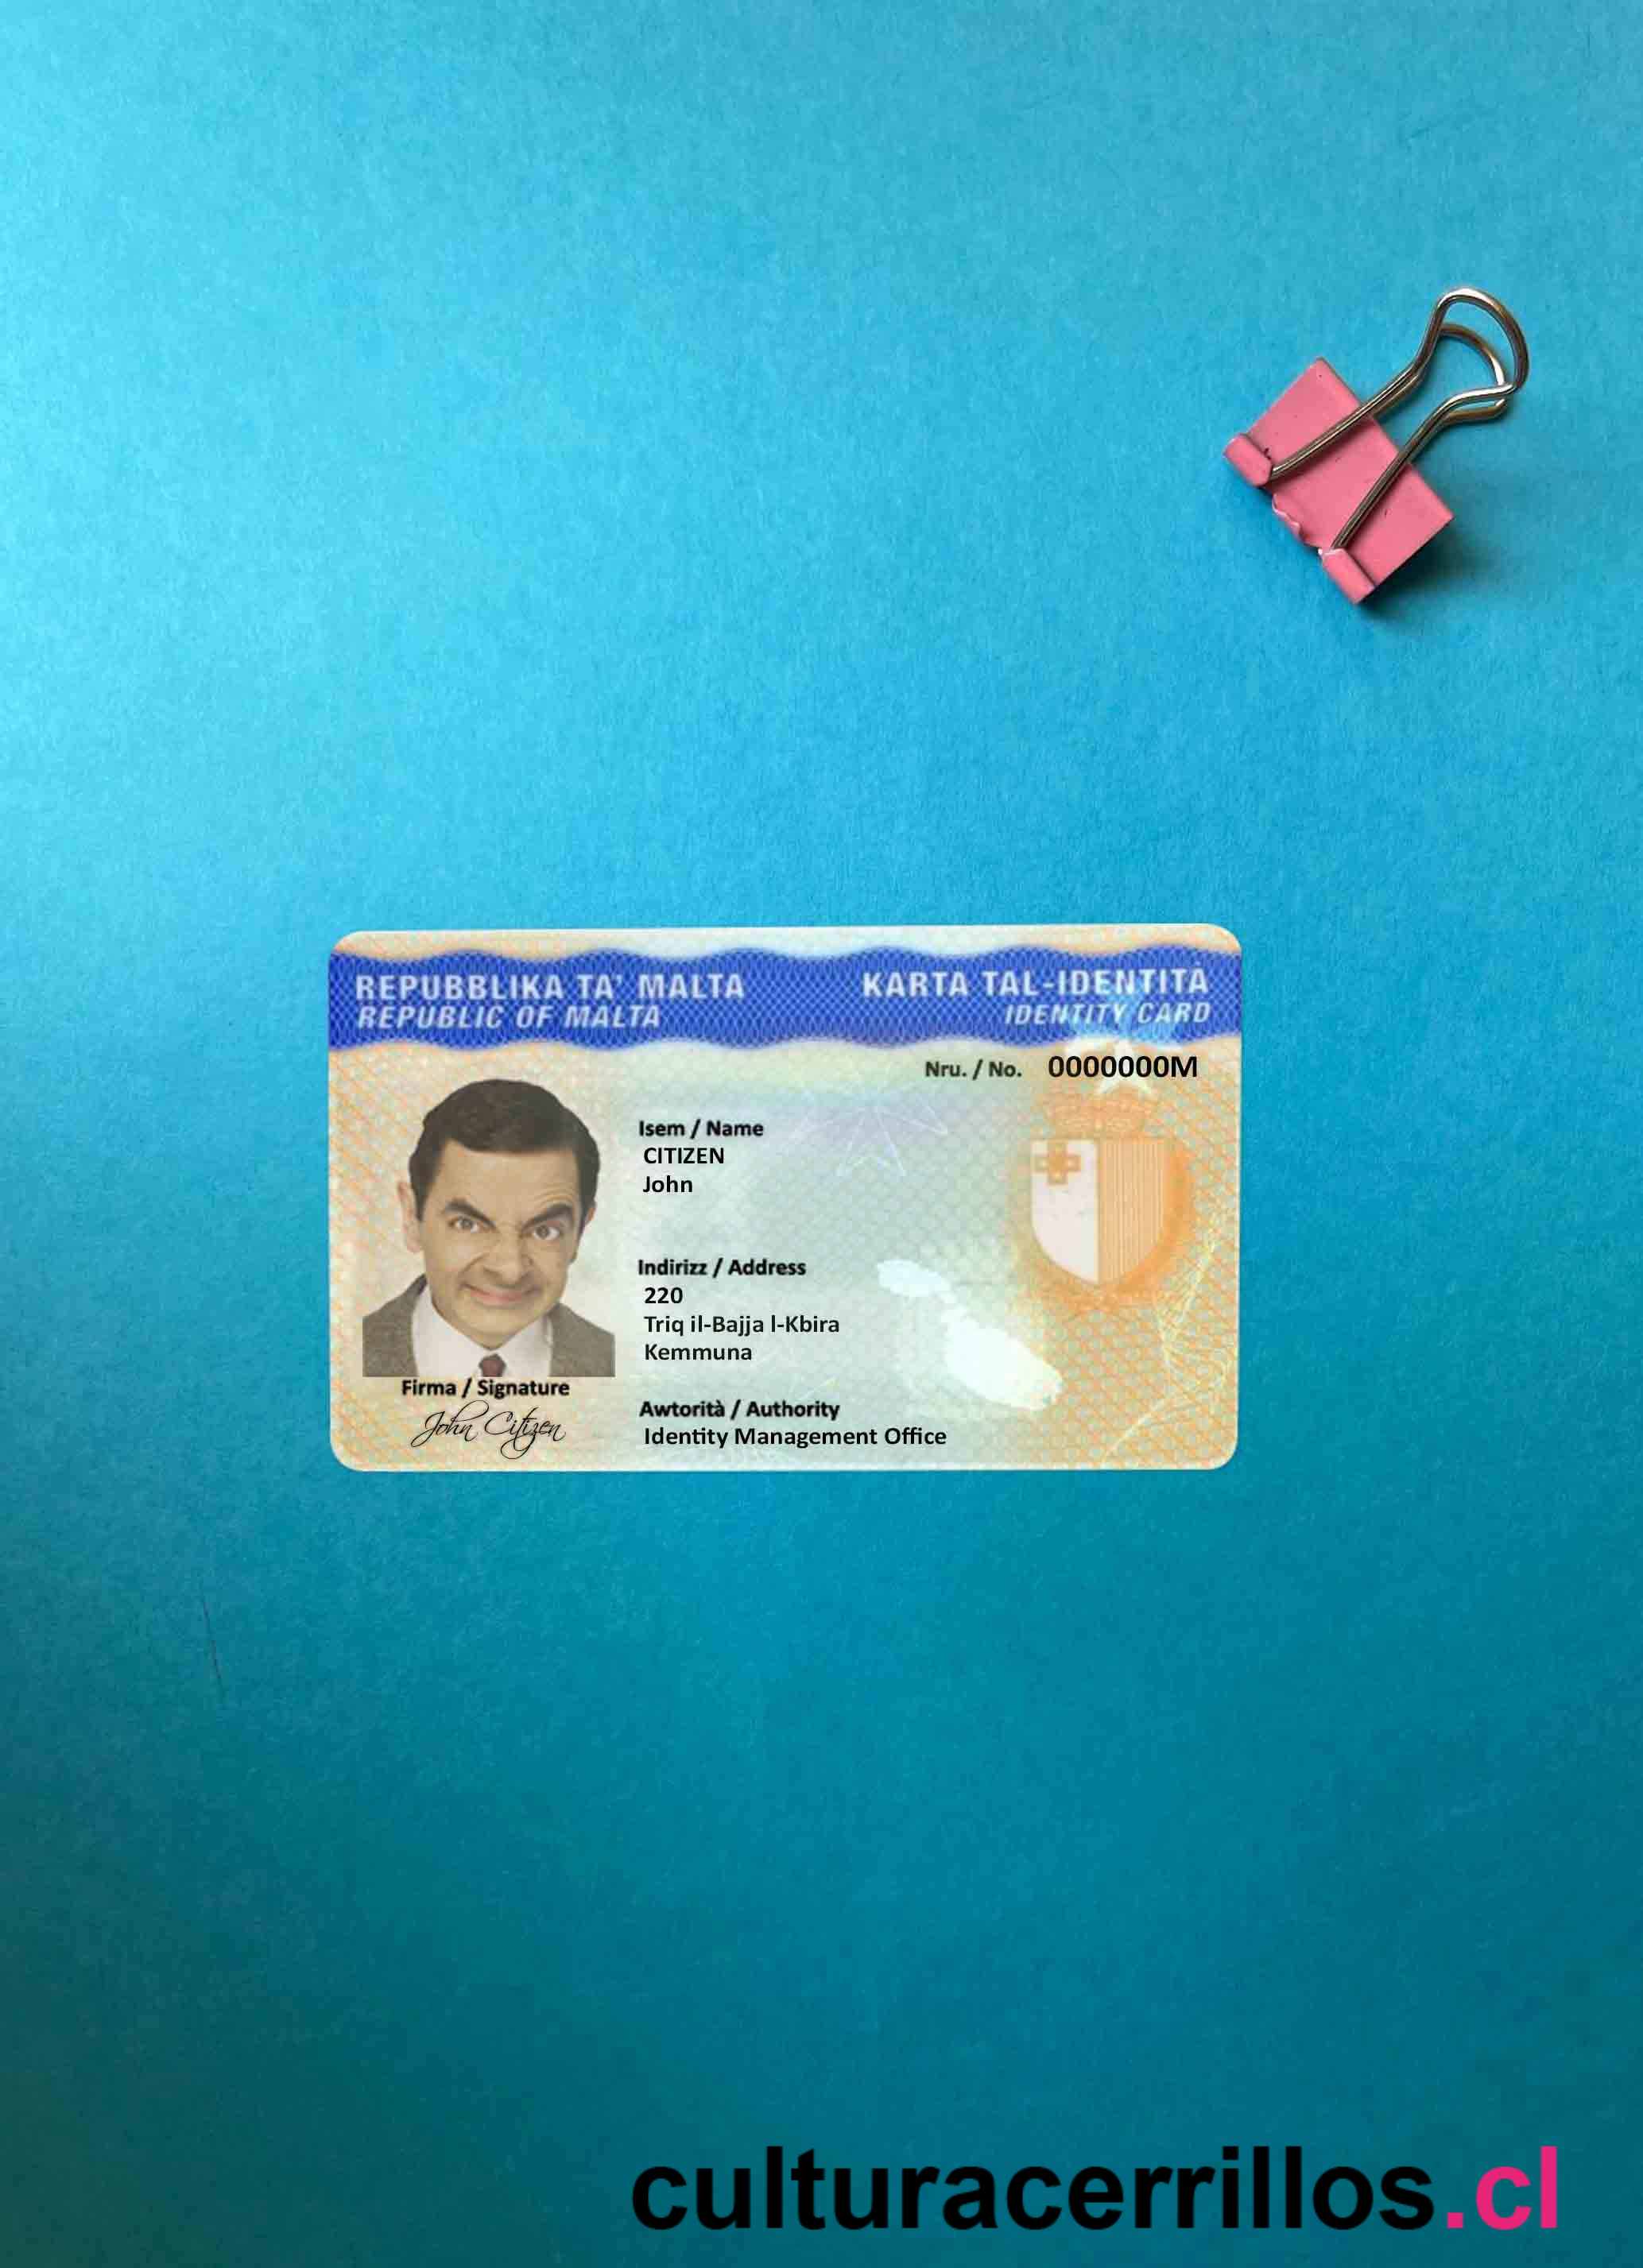 REPUBBLIKA TA' MALTA
REPUBLIC OF MALTA
KARTA TAL-IDENTITÀ
IDENTITY CARD
Nru. / No. 0000000M
Isem / Name
CITIZEN
John
Indirizz / Address
220
Triq il-Bajja l-Kbira
Kemmuna
Firma / Signature
John Citizen
Awtorità / Authority
Identity Management Office
culturacerrillos.cl